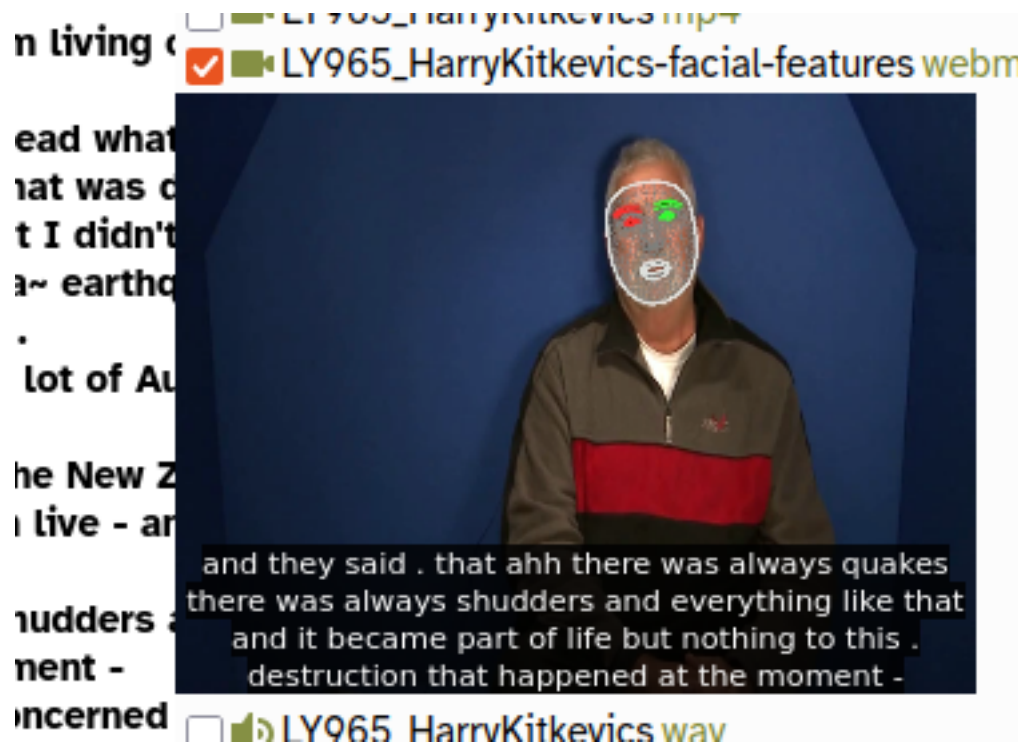 LY965_HarryKitkevics mp4
m living
LY965_HarryKitkevics-facial-features webm
ead what
hat was
t I didn't
a~ earthq
.
lot of Au
he New Z
live - an
hudders a
ment -
oncerned
and they said . that ahh there was always quakes
there was always shudders and everything like that
and it became part of life but nothing to this .
destruction that happened at the moment -
LY965_HarryKitkevics wav